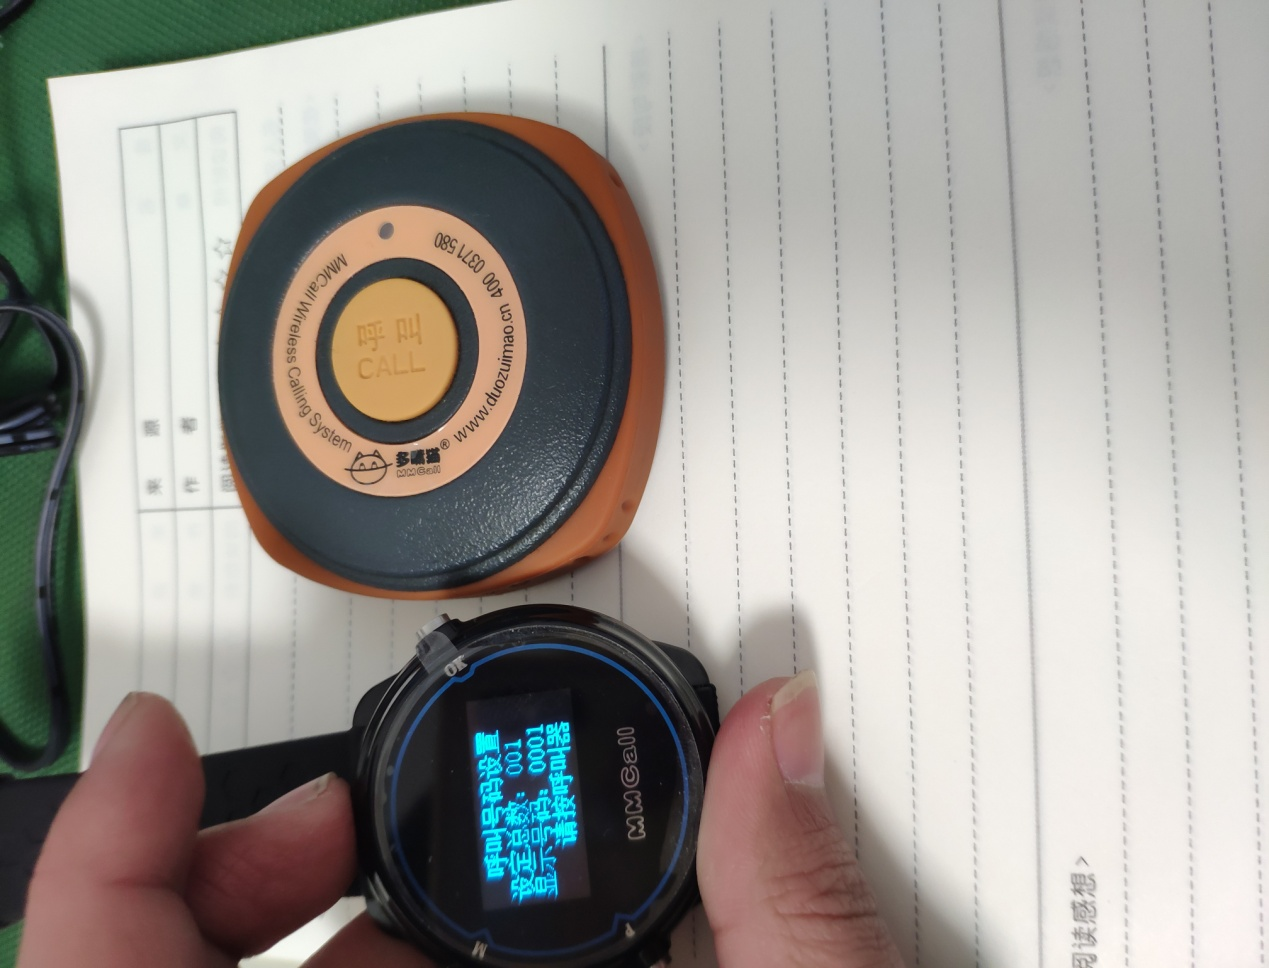 MMCall Wireless Calling System
多嘴猫®
MMCall
www.duozuimao.cn 400 0371 580
呼叫
CALL
OK
呼叫号码设置
设定总数: 001
显示号码: 0001
请按呼叫器
MMCall
M
P
来源
作者
阅读感想>